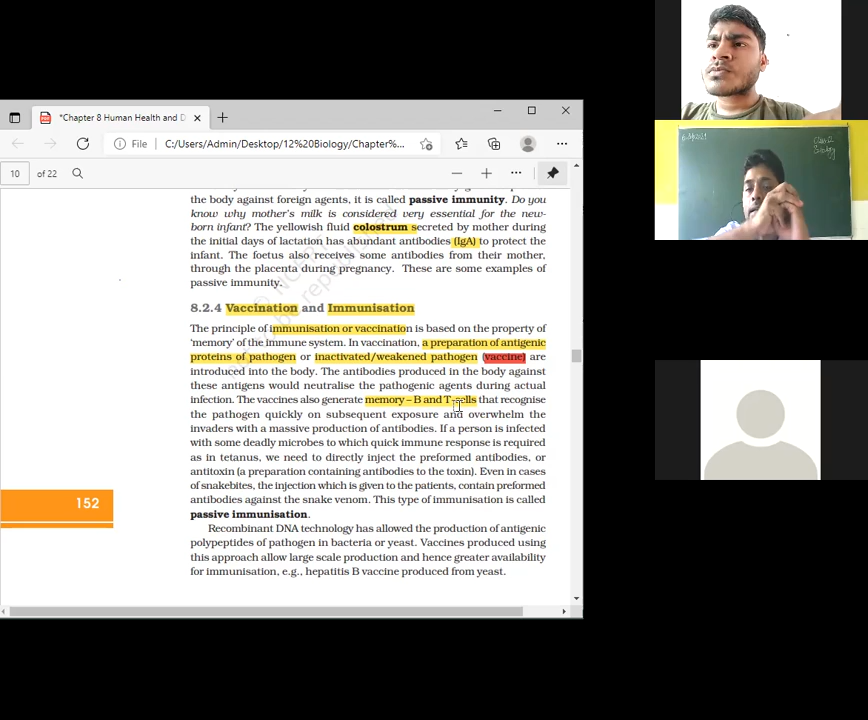 *Chapter 8 Human Health and D
File C:/Users/Admin/Desktop/12%20Biology/Chapter%...
10 of 22
the body against foreign agents, it is called passive immunity. Do you
know why mother's milk is considered very essential for the new-
born infant? The yellowish fluid colostrum secreted by mother during
the initial days of lactation has abundant antibodies (IgA) to protect the
infant. The foetus also receives some antibodies from their mother,
through the placenta during pregnancy. These are some examples of
passive immunity.
8.2.4 Vaccination and Immunisation
The principle of immunisation or vaccination is based on the property of
'memory' of the immune system. In vaccination, a preparation of antigenic
proteins of pathogen or inactivated/weakened pathogen (vaccine) are
introduced into the body. The antibodies produced in the body against
these antigens would neutralise the pathogenic agents during actual
infection. The vaccines also generate memory – B and T-cells that recognise
the pathogen quickly on subsequent exposure and overwhelm the
invaders with a massive production of antibodies. If a person is infected
with some deadly microbes to which quick immune response is required
as in tetanus, we need to directly inject the preformed antibodies, or
antitoxin (a preparation containing antibodies to the toxin). Even in cases
of snakebites, the injection which is given to the patients, contain preformed
antibodies against the snake venom. This type of immunisation is called
passive immunisation.
152
Recombinant DNA technology has allowed the production of antigenic
polypeptides of pathogen in bacteria or yeast. Vaccines produced using
this approach allow large scale production and hence greater availability
for immunisation, e.g., hepatitis B vaccine produced from yeast.
Biology